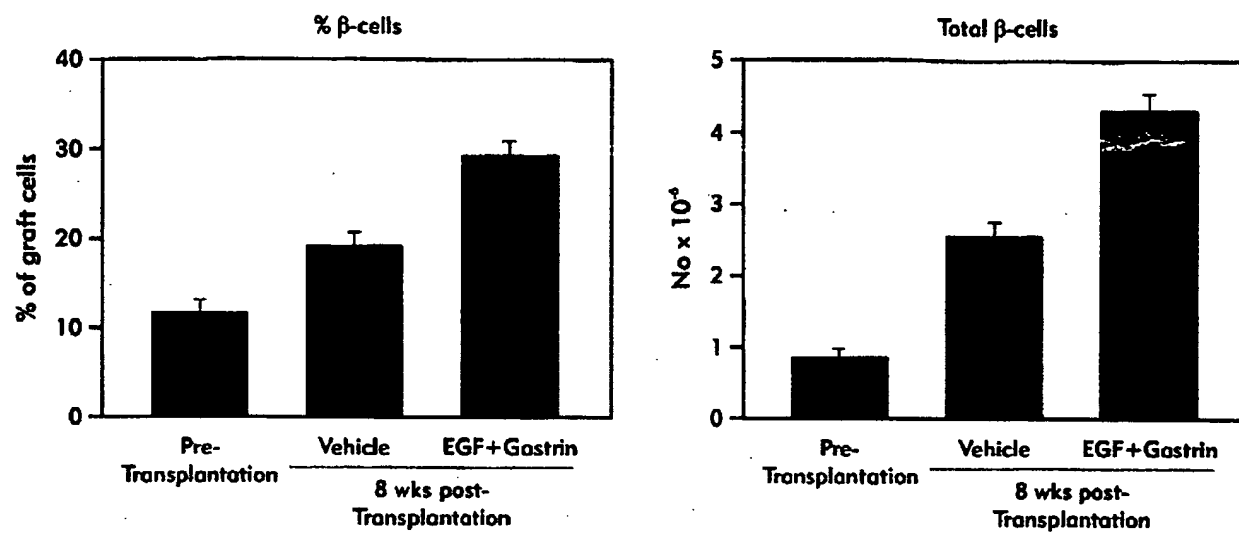 % β-cells
40
30
20
10
0
% of graft cells
Pre-
Transplantation
Vehicle
EGF+Gastrin
8 wks post-
Transplantation
Total β-cells
5
4
3
2
1
0
No x 10⁻⁶
Pre-
Transplantation
Vehicle
EGF+Gastrin
8 wks post-
Transplantation